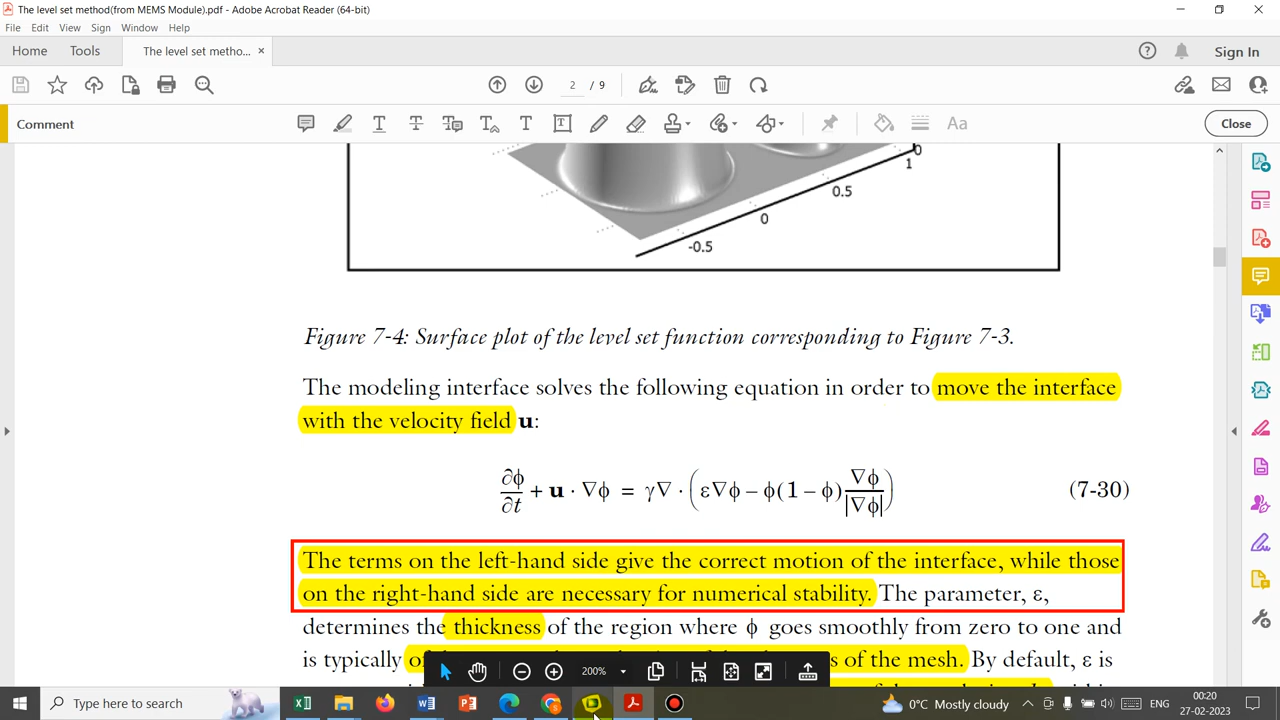 The level set method(from MEMS Module).pdf - Adobe Acrobat Reader (64-bit)
File Edit View Sign Window Help
Home Tools The level set metho... × Sign In
2 / 9
Comment Close
0
1
0.5
0
-0.5
Figure 7-4: Surface plot of the level set function corresponding to Figure 7-3.
The modeling interface solves the following equation in order to move the interface
with the velocity field u:
∂ϕ/∂t + u · ∇ϕ = γ∇ · (ε∇ϕ – ϕ(1 – ϕ) ∇ϕ/|∇ϕ|) (7-30)
The terms on the left-hand side give the correct motion of the interface, while those
on the right-hand side are necessary for numerical stability. The parameter, ε,
determines the thickness of the region where ϕ goes smoothly from zero to one and
is typically of the mesh. By default, ε is
200%
Type here to search
0°C Mostly cloudy ENG 00:20
27-02-2023